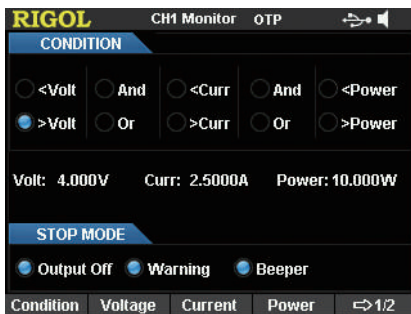 RIGOL CH1 Monitor OTP
CONDITION
<Volt And <Curr And <Power
>Volt Or >Curr Or >Power
Volt: 4.000V Curr: 2.5000A Power: 10.000W
STOP MODE
Output Off Warning Beeper
Condition Voltage Current Power ⇨1/2